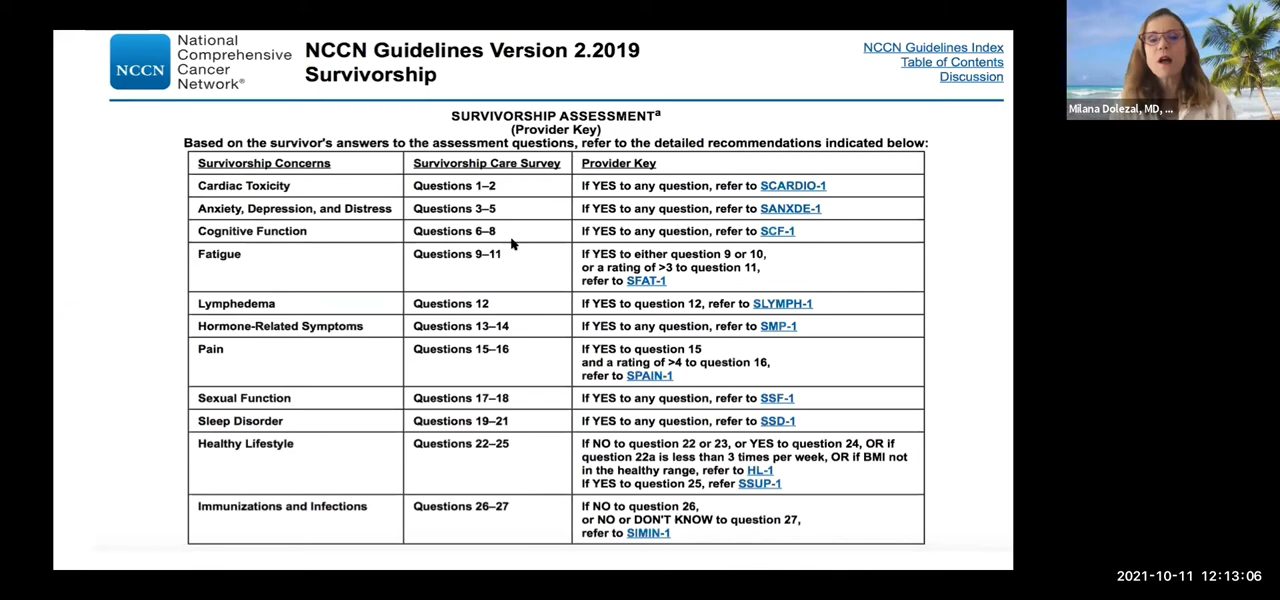 National
Comprehensive
Cancer
Network®
NCCN
NCCN Guidelines Version 2.2019
Survivorship
NCCN Guidelines Index
Table of Contents
Discussion
Milana Dolezal, MD, ...
SURVIVORSHIP ASSESSMENTa
(Provider Key)
Based on the survivor's answers to the assessment questions, refer to the detailed recommendations indicated below:
Survivorship Concerns Survivorship Care Survey Provider Key
Cardiac Toxicity Questions 1–2 If YES to any question, refer to SCARDIO-1
Anxiety, Depression, and Distress Questions 3–5 If YES to any question, refer to SANXDE-1
Cognitive Function Questions 6–8 If YES to any question, refer to SCF-1
Fatigue Questions 9–11 If YES to either question 9 or 10,
or a rating of >3 to question 11,
refer to SFAT-1
Lymphedema Questions 12 If YES to question 12, refer to SLYMPH-1
Hormone-Related Symptoms Questions 13–14 If YES to any question, refer to SMP-1
Pain Questions 15–16 If YES to question 15
and a rating of >4 to question 16,
refer to SPAIN-1
Sexual Function Questions 17–18 If YES to any question, refer to SSF-1
Sleep Disorder Questions 19–21 If YES to any question, refer to SSD-1
Healthy Lifestyle Questions 22–25 If NO to question 22 or 23, or YES to question 24, OR if
question 22a is less than 3 times per week, OR if BMI not
in the healthy range, refer to HL-1
If YES to question 25, refer SSUP-1
Immunizations and Infections Questions 26–27 If NO to question 26,
or NO or DON'T KNOW to question 27,
refer to SIMIN-1
2021-10-11 12:13:06